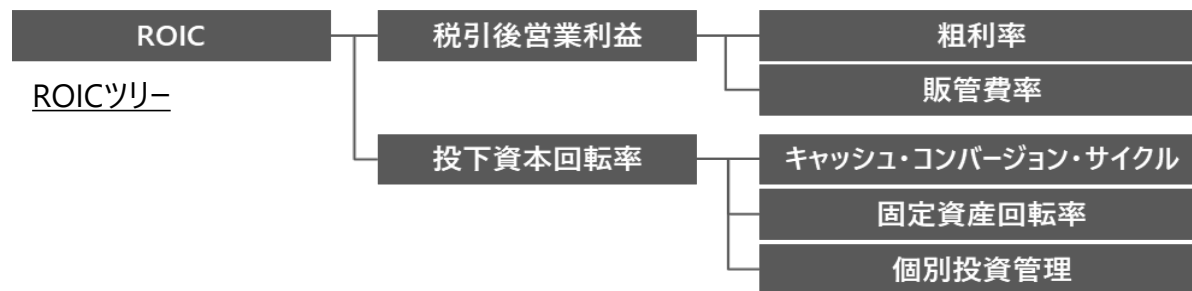 ROIC
税引後営業利益
粗利率
ROICツリー
販管費率
投下資本回転率
キャッシュ・コンバージョン・サイクル
固定資産回転率
個別投資管理